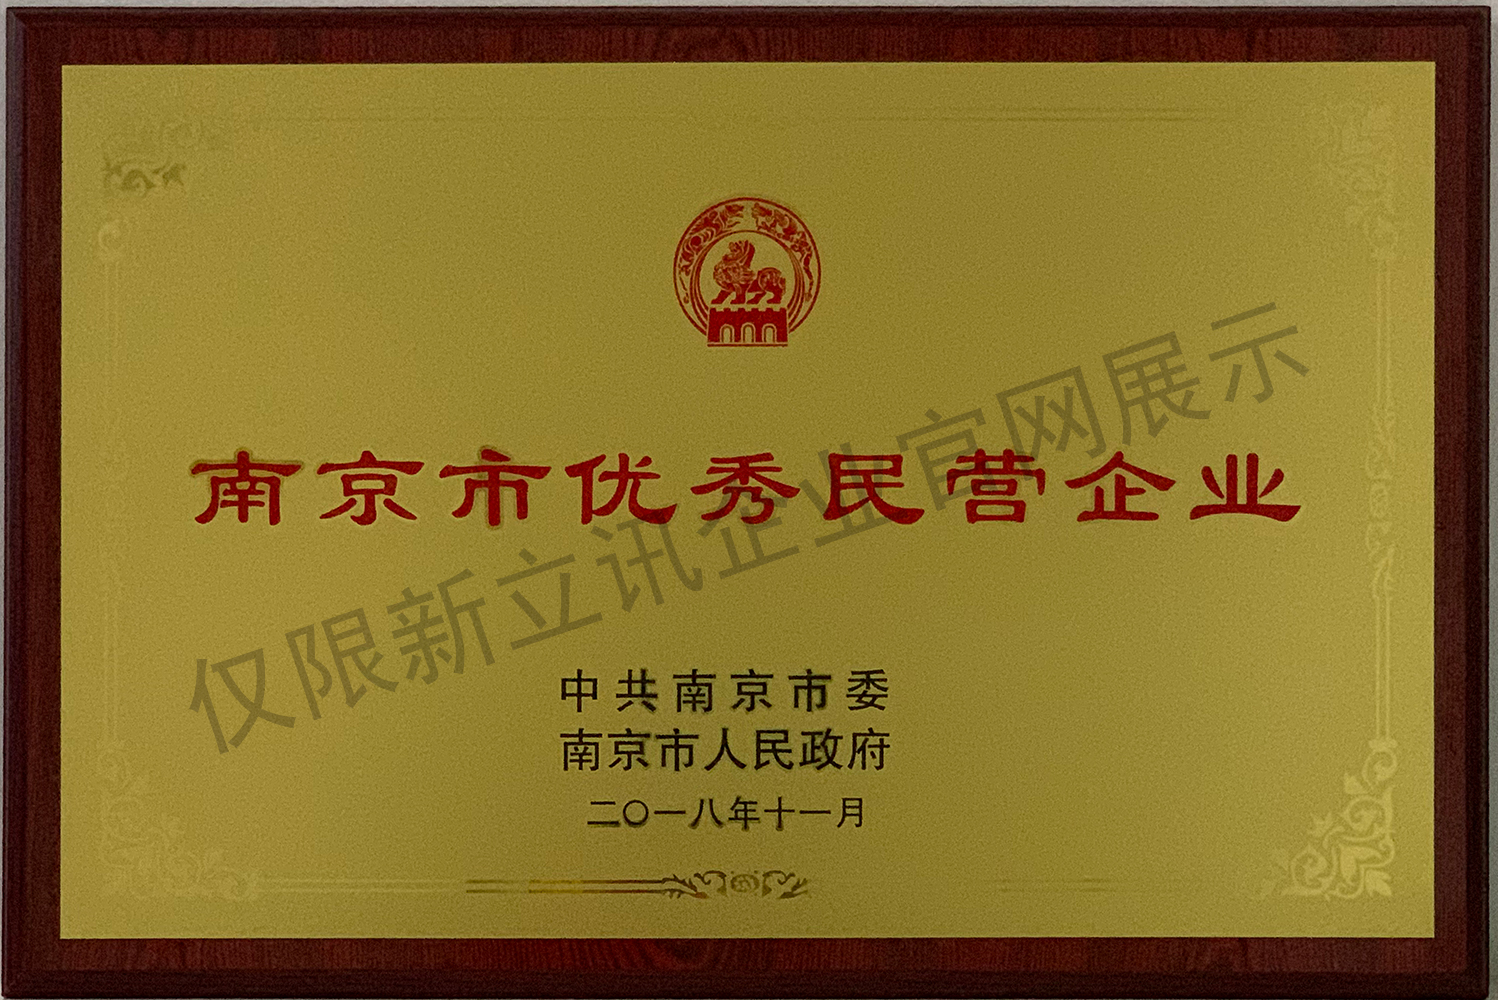 南京市优秀民营企业
仅限新立讯企业官网展示
中共南京市委
南京市人民政府
二〇一八年十一月